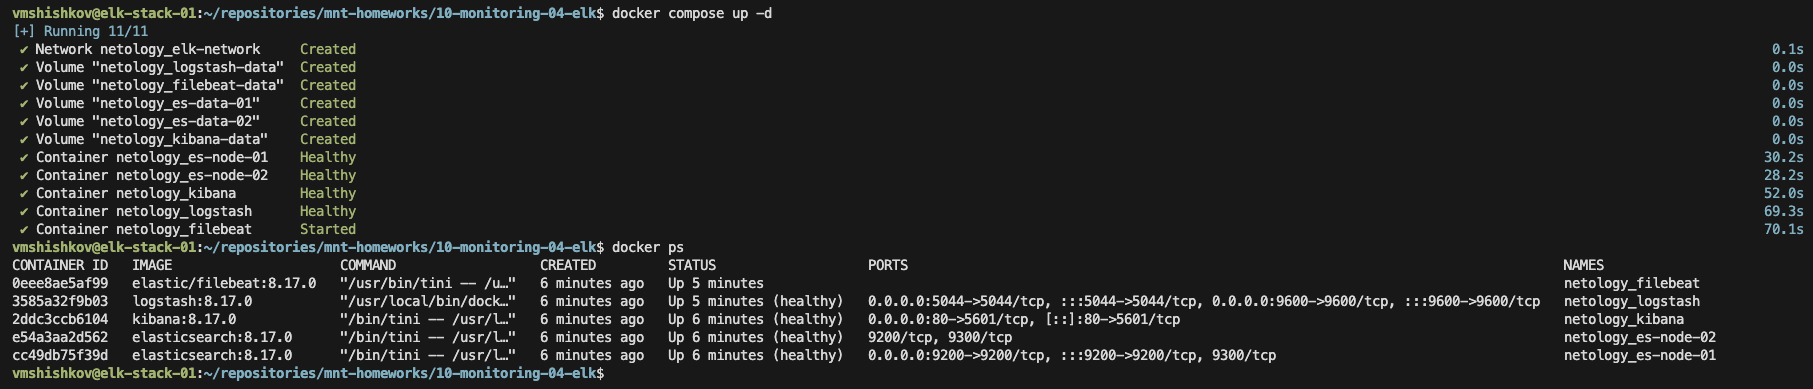 vmshishkov@elk-stack-01:~/repositories/mnt-homeworks/10-monitoring-04-elk$ docker compose up -d
[+] Running 11/11
✔ Network netology_elk-network Created 0.1s
✔ Volume "netology_logstash-data" Created 0.0s
✔ Volume "netology_filebeat-data" Created 0.0s
✔ Volume "netology_es-data-01" Created 0.0s
✔ Volume "netology_es-data-02" Created 0.0s
✔ Volume "netology_kibana-data" Created 0.0s
✔ Container netology_es-node-01 Healthy 30.2s
✔ Container netology_es-node-02 Healthy 28.2s
✔ Container netology_kibana Healthy 52.0s
✔ Container netology_logstash Healthy 69.3s
✔ Container netology_filebeat Started 70.1s
vmshishkov@elk-stack-01:~/repositories/mnt-homeworks/10-monitoring-04-elk$ docker ps
CONTAINER ID IMAGE COMMAND CREATED STATUS PORTS NAMES
0eee8ae5af99 elastic/filebeat:8.17.0 "/usr/bin/tini -- /u…" 6 minutes ago Up 5 minutes netology_filebeat
3585a32f9b03 logstash:8.17.0 "/usr/local/bin/dock…" 6 minutes ago Up 5 minutes (healthy) 0.0.0.0:5044->5044/tcp, :::5044->5044/tcp, 0.0.0.0:9600->9600/tcp, :::9600->9600/tcp netology_logstash
2ddc3ccb6104 kibana:8.17.0 "/bin/tini -- /usr/l…" 6 minutes ago Up 6 minutes (healthy) 0.0.0.0:80->5601/tcp, [::]:80->5601/tcp netology_kibana
e54a3aa2d562 elasticsearch:8.17.0 "/bin/tini -- /usr/l…" 6 minutes ago Up 6 minutes (healthy) 9200/tcp, 9300/tcp netology_es-node-02
cc49db75f39d elasticsearch:8.17.0 "/bin/tini -- /usr/l…" 6 minutes ago Up 6 minutes (healthy) 0.0.0.0:9200->9200/tcp, :::9200->9200/tcp, 9300/tcp netology_es-node-01
vmshishkov@elk-stack-01:~/repositories/mnt-homeworks/10-monitoring-04-elk$